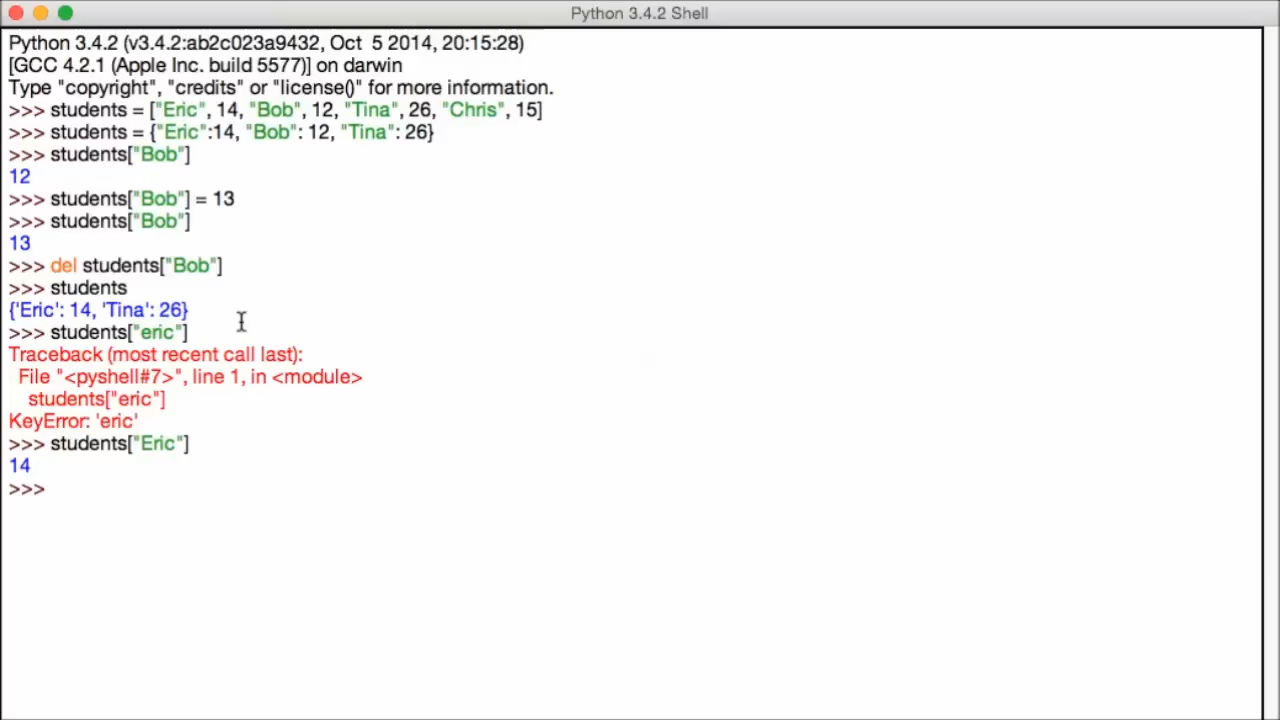 Python 3.4.2 Shell
Python 3.4.2 (v3.4.2:ab2c023a9432, Oct  5 2014, 20:15:28)
[GCC 4.2.1 (Apple Inc. build 5577)] on darwin
Type "copyright", "credits" or "license()" for more information.
>>> students = ["Eric", 14, "Bob", 12, "Tina", 26, "Chris", 15]
>>> students = {"Eric":14, "Bob": 12, "Tina": 26}
>>> students["Bob"]
12
>>> students["Bob"] = 13
>>> students["Bob"]
13
>>> del students["Bob"]
>>> students
{'Eric': 14, 'Tina': 26}
>>> students["eric"]
Traceback (most recent call last):
  File "<pyshell#7>", line 1, in <module>
    students["eric"]
KeyError: 'eric'
>>> students["Eric"]
14
>>>